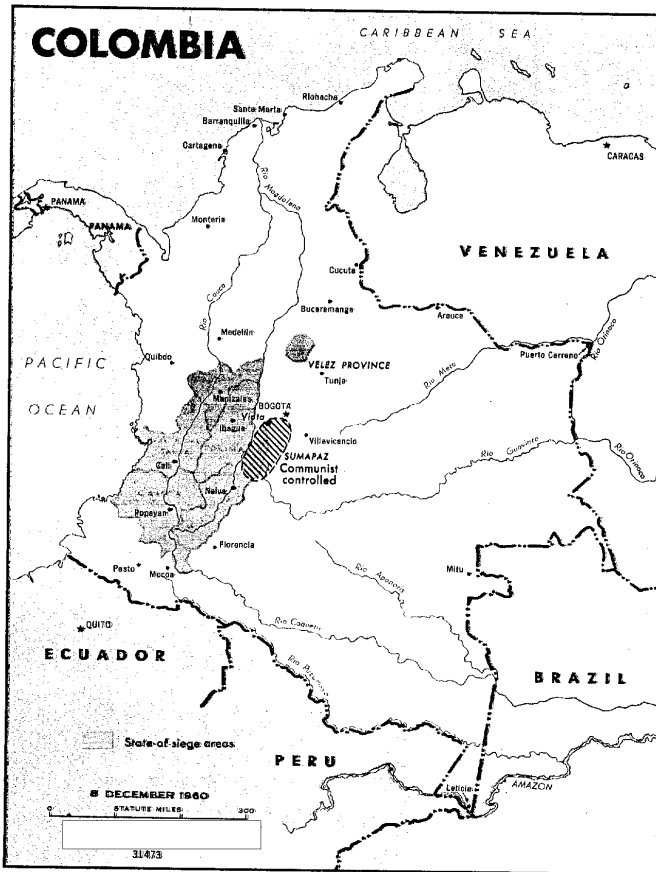 COLOMBIA
CARIBBEAN SEA
Riohacha
Santa Marta
Barranquilla
Cartagena
CARACAS
Rio Magdalena
PANAMA
PANAMA
Monteria
VENEZUELA
Cucuta
Rio Cauca
Bucaramanga
Arauca
Medellin
Puerto Carreno
Rio Orinoco
PACIFIC
OCEAN
Quibdo
VELEZ PROVINCE
Rio Meta
Tunja
Manizales
BOGOTA
Viota
Ibague
Villavicencio
Rio Guaviare
Rio Orinoco
SUMAPAZ
Communist
controlled
Cali
Neiva
Popayan
Florencia
Pasto
Mocoa
Rio Apaporis
Mitu
QUITO
Rio Caqueta
ECUADOR
Rio Putumayo
BRAZIL
State-of-siege areas
PERU
8 DECEMBER 1960
STATUTE MILES
0 300
Leticia
AMAZON
31473